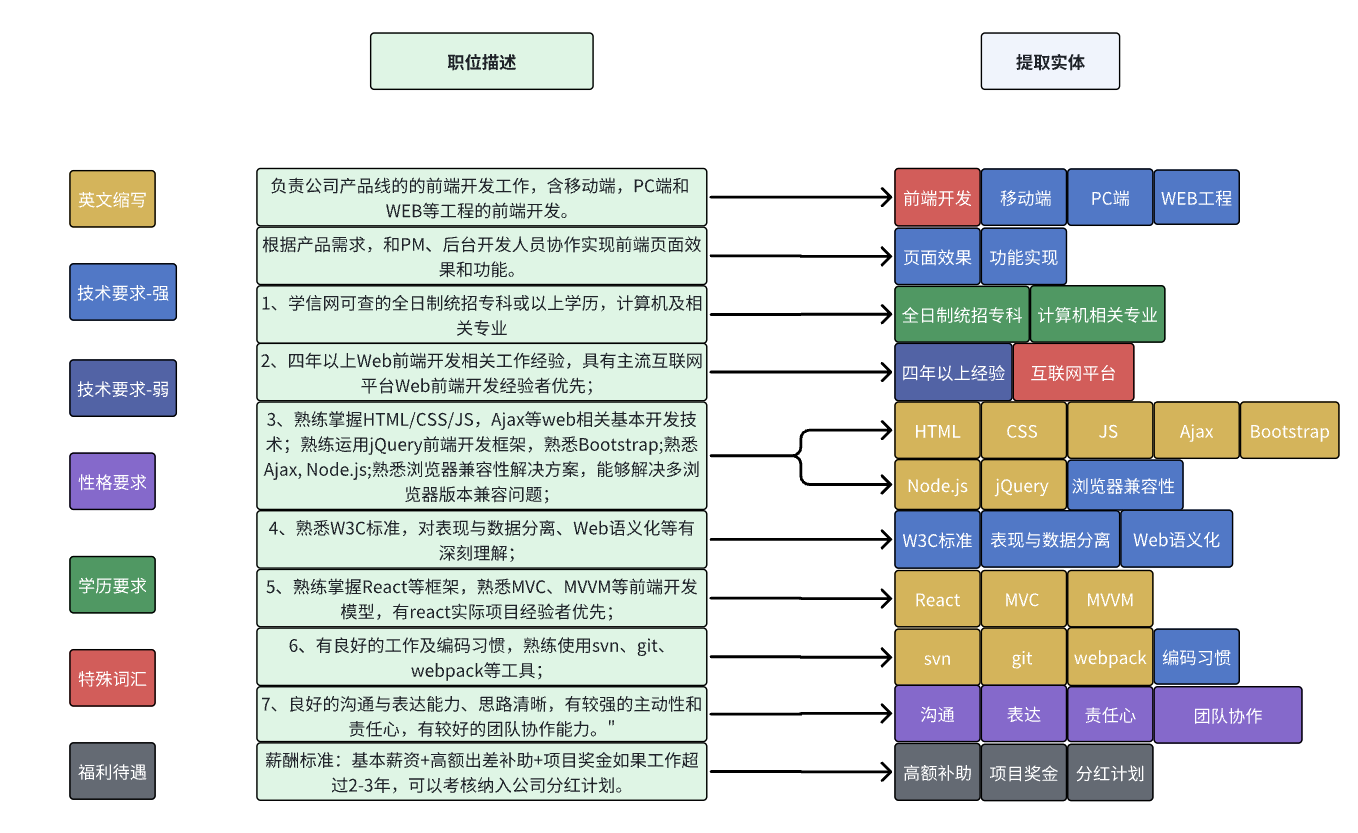 职位描述
提取实体
英文缩写
技术要求-强
技术要求-弱
性格要求
学历要求
特殊词汇
福利待遇
负责公司产品线的的前端开发工作，含移动端，PC端和
WEB等工程的前端开发。
前端开发
移动端
PC端
WEB工程
根据产品需求，和PM、后台开发人员协作实现前端页面效
果和功能。
页面效果
功能实现
1、学信网可查的全日制统招专科或以上学历，计算机及相
关专业
全日制统招专科
计算机相关专业
2、四年以上Web前端开发相关工作经验，具有主流互联网
平台Web前端开发经验者优先；
四年以上经验
互联网平台
3、熟练掌握HTML/CSS/JS，Ajax等web相关基本开发技
术；熟练运用jQuery前端开发框架，熟悉Bootstrap;熟悉
Ajax, Node.js;熟悉浏览器兼容性解决方案，能够解决多浏
览器版本兼容问题；
HTML
CSS
JS
Ajax
Bootstrap
Node.js
jQuery
浏览器兼容性
4、熟悉W3C标准，对表现与数据分离、Web语义化等有
深刻理解；
W3C标准
表现与数据分离
Web语义化
5、熟练掌握React等框架，熟悉MVC、MVVM等前端开发
模型，有react实际项目经验者优先；
React
MVC
MVVM
6、有良好的工作及编码习惯，熟练使用svn、git、
webpack等工具；
svn
git
webpack
编码习惯
7、良好的沟通与表达能力、思路清晰，有较强的主动性和
责任心，有较好的团队协作能力。"
沟通
表达
责任心
团队协作
薪酬标准：基本薪资+高额出差补助+项目奖金如果工作超
过2-3年，可以考核纳入公司分红计划。
高额补助
项目奖金
分红计划